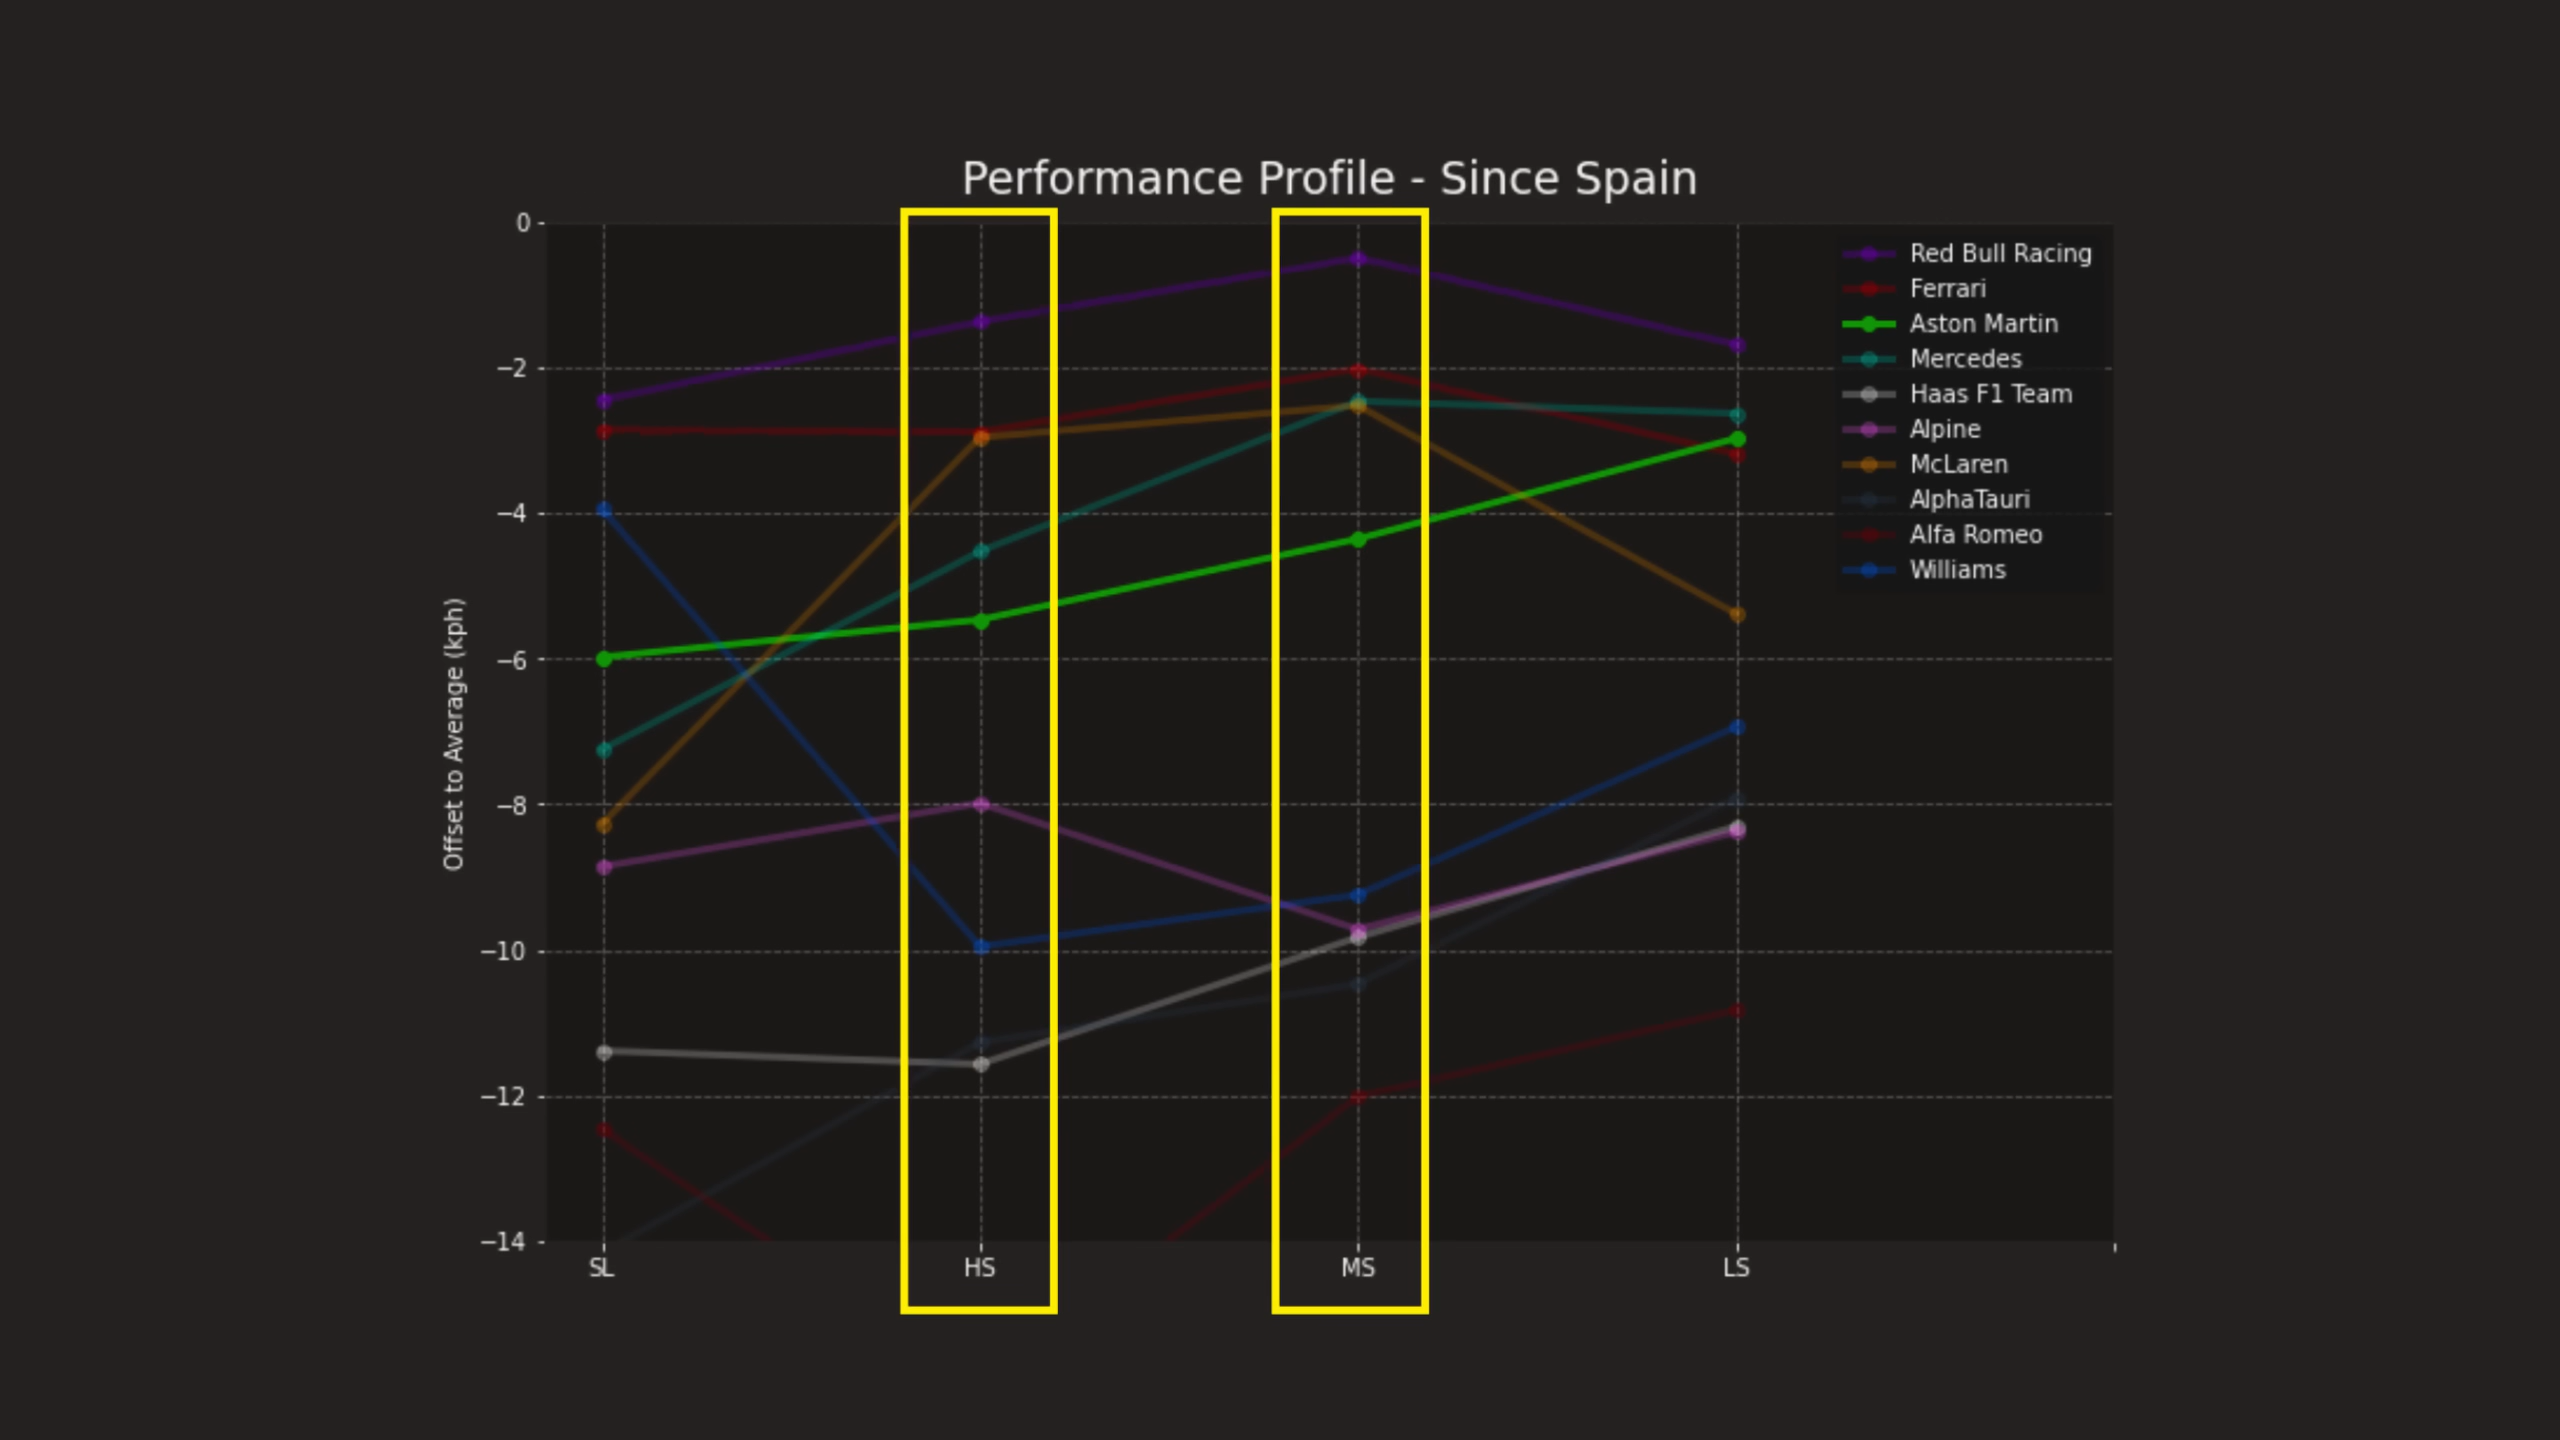 Performance Profile - Since Spain
0
−2
−4
−6
−8
−10
−12
−14
Offset to Average (kph)
SL
HS
MS
LS
Red Bull Racing
Ferrari
Aston Martin
Mercedes
Haas F1 Team
Alpine
McLaren
AlphaTauri
Alfa Romeo
Williams